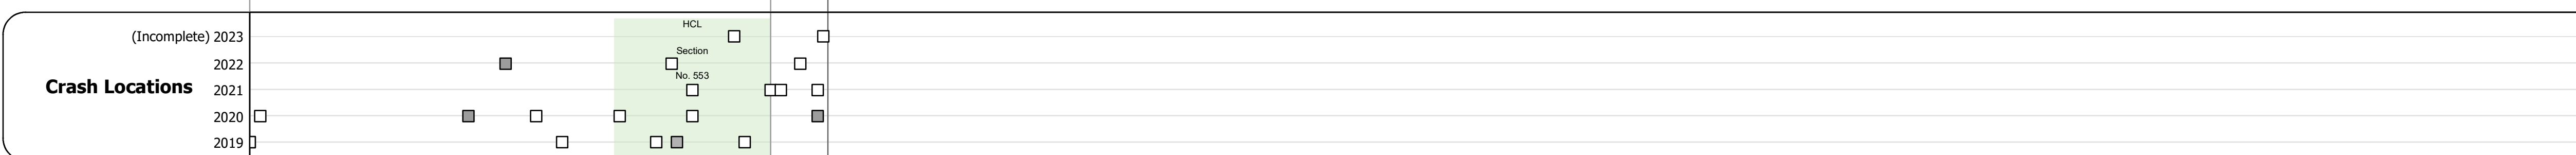 HCL
(Incomplete) 2023
Section
2022
No. 553
Crash Locations
2021
2020
2019